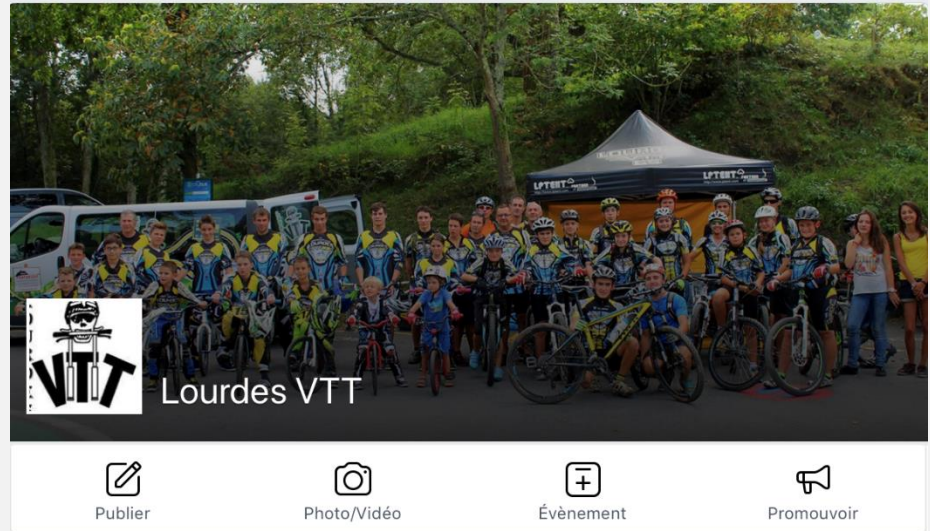 LPTENT
LPTENT
VTT
Lourdes VTT
Publier
Photo/Vidéo
Évènement
Promouvoir